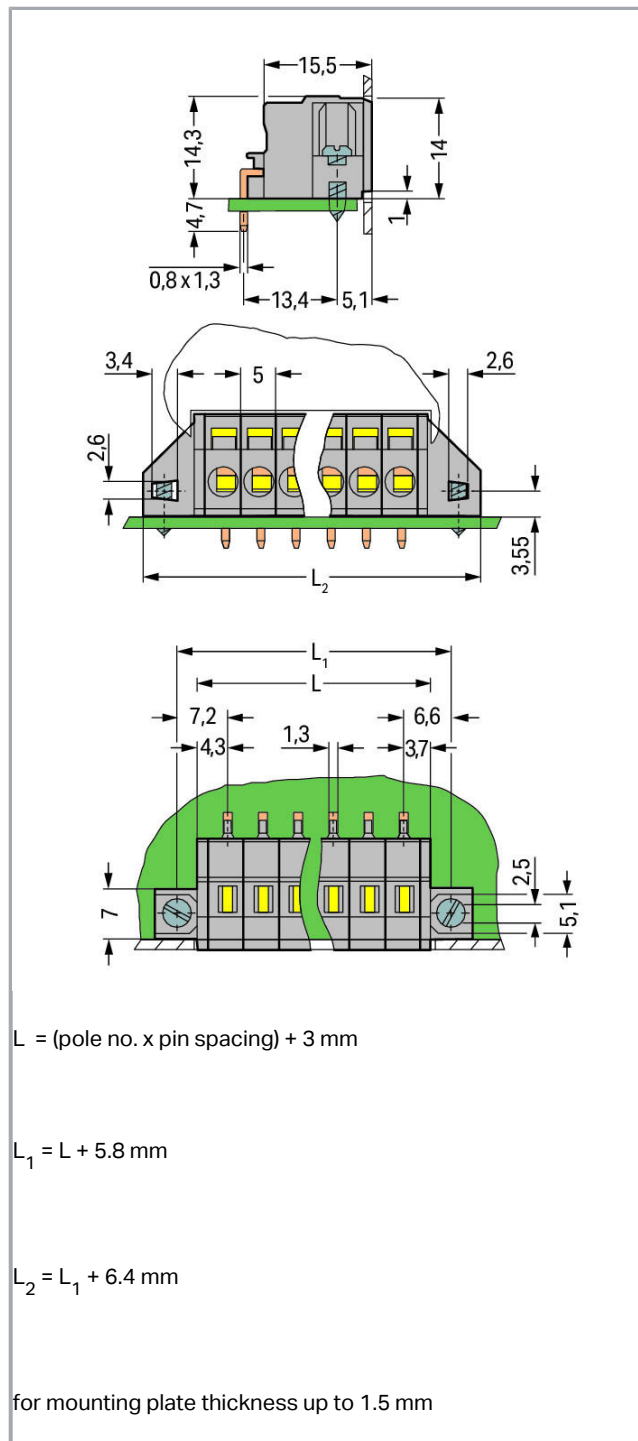 15,5
14,3
14
4,7
1
0,8 x 1,3
13,4
5,1
3,4
5
2,6
2,6
3,55
L₂
L₁
L
7,2
6,6
4,3
1,3
3,7
2,5
7
5,1
L = (pole no. x pin spacing) + 3 mm
L₁ = L + 5.8 mm
L₂ = L₁ + 6.4 mm
for mounting plate thickness up to 1.5 mm